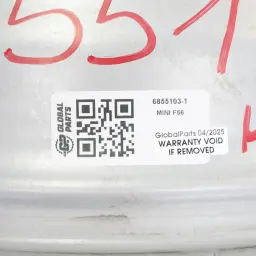 551
GLOBAL
PARTS
6855103-1
MINI F56
GlobalParts 04/2025
WARRANTY VOID
IF REMOVED